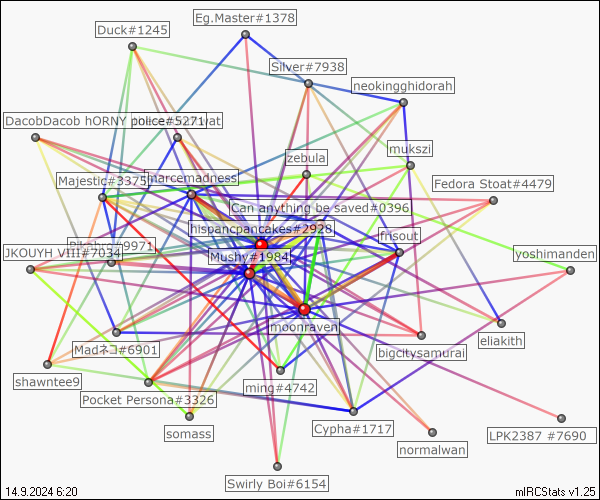 Eg.Master#1378
Duck#1245
Silver#7938
neokingghidorah
DacobDacob hORNY
police#5271
mukszi
zebula
Majestic#3375
marcemadness
Fedora Stoat#4479
Can anything be saved#0396
hispancpancakes#2928
frisout
JKOUYH VIII#7034
Mushy#1984
yoshimanden
moonraven
eliakith
Madネコ#6901
bigcitysamurai
shawntee9
ming#4742
Pocket Persona#3326
Cypha#1717
somass
normalwan
LPK2387 #7690
Swirly Boi#6154
14.9.2024 6:20
mIRCStats v1.25